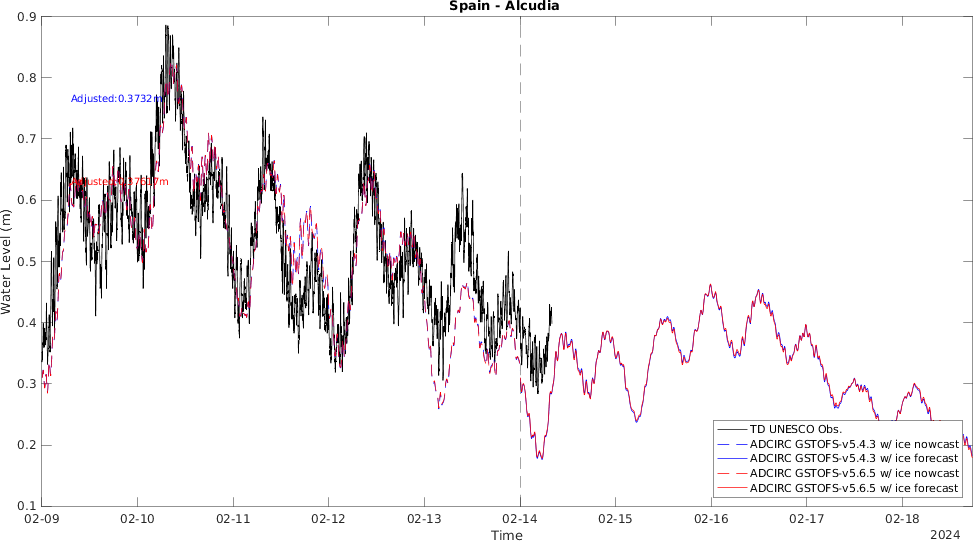 Spain - Alcudia
0.9
0.8
0.7
0.6
0.5
0.4
0.3
0.2
0.1
Water Level (m)
Adjusted:0.3732m
TD UNESCO Obs.
ADCIRC GSTOFS-v5.4.3 w/ ice nowcast
ADCIRC GSTOFS-v5.4.3 w/ ice forecast
ADCIRC GSTOFS-v5.6.5 w/ ice nowcast
ADCIRC GSTOFS-v5.6.5 w/ ice forecast
02-09 02-10 02-11 02-12 02-13 02-14 02-15 02-16 02-17 02-18
Time
2024